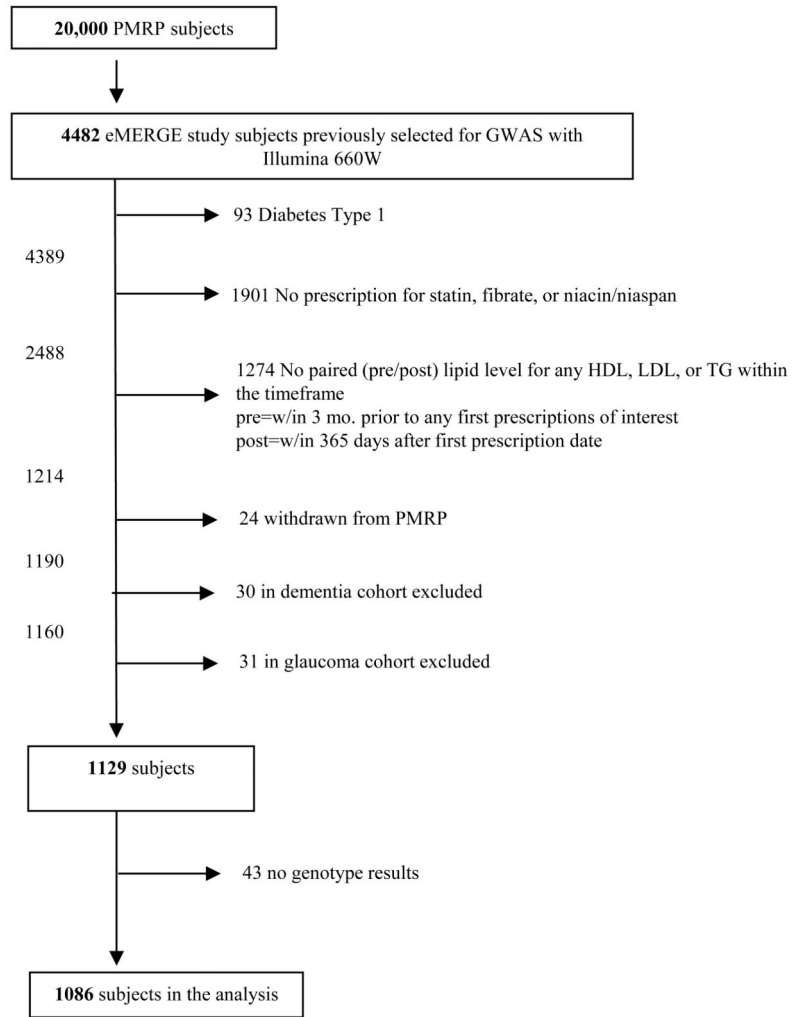 20,000 PMRP subjects
4482 eMERGE study subjects previously selected for GWAS with
Illumina 660W
93 Diabetes Type 1
4389
1901 No prescription for statin, fibrate, or niacin/niaspan
2488
1274 No paired (pre/post) lipid level for any HDL, LDL, or TG within
the timeframe
pre=w/in 3 mo. prior to any first prescriptions of interest
post=w/in 365 days after first prescription date
1214
24 withdrawn from PMRP
1190
30 in dementia cohort excluded
1160
31 in glaucoma cohort excluded
1129 subjects
43 no genotype results
1086 subjects in the analysis